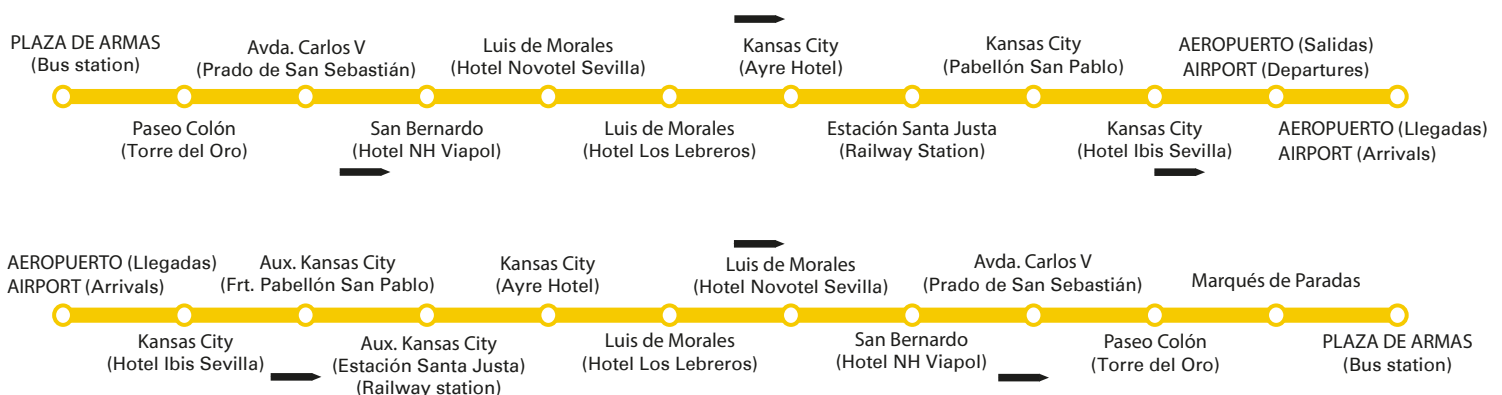 PLAZA DE ARMAS
(Bus station)
Paseo Colón
(Torre del Oro)
Avda. Carlos V
(Prado de San Sebastián)
San Bernardo
(Hotel NH Viapol)
Luis de Morales
(Hotel Novotel Sevilla)
Luis de Morales
(Hotel Los Lebreros)
Kansas City
(Ayre Hotel)
Estación Santa Justa
(Railway Station)
Kansas City
(Pabellón San Pablo)
Kansas City
(Hotel Ibis Sevilla)
AEROPUERTO (Salidas)
AIRPORT (Departures)
AEROPUERTO (Llegadas)
AIRPORT (Arrivals)
AEROPUERTO (Llegadas)
AIRPORT (Arrivals)
Kansas City
(Hotel Ibis Sevilla)
Aux. Kansas City
(Frt. Pabellón San Pablo)
Aux. Kansas City
(Estación Santa Justa)
(Railway station)
Kansas City
(Ayre Hotel)
Luis de Morales
(Hotel Los Lebreros)
Luis de Morales
(Hotel Novotel Sevilla)
San Bernardo
(Hotel NH Viapol)
Avda. Carlos V
(Prado de San Sebastián)
Paseo Colón
(Torre del Oro)
Marqués de Paradas
PLAZA DE ARMAS
(Bus station)